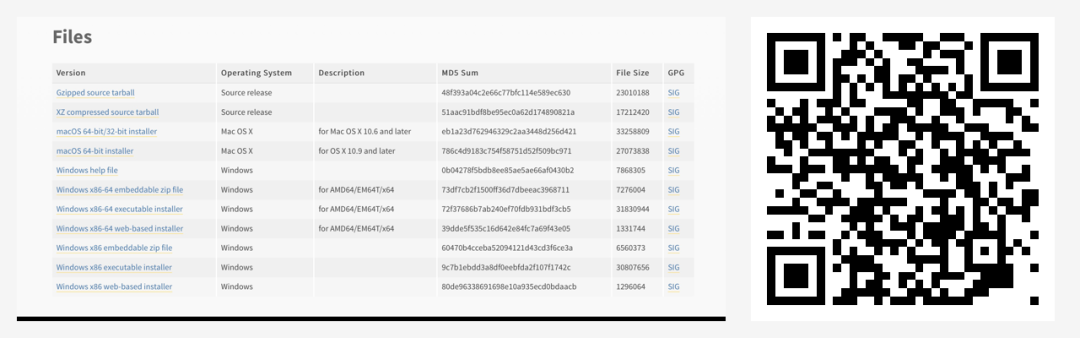 Files
Version Operating System Description MD5 Sum File Size GPG
Gzipped source tarball Source release 48f393a04c2e66c77bfc114e589ec630 23010188 SIG
XZ compressed source tarball Source release 51aac91bdf8be95ec0a62d174890821a 17212420 SIG
macOS 64-bit/32-bit installer Mac OS X for Mac OS X 10.6 and later eb1a23d762946329c2aa3448d256d421 33258809 SIG
macOS 64-bit installer Mac OS X for OS X 10.9 and later 786c4d9183c754f58751d52f509bc971 27073838 SIG
Windows help file Windows 0b04278f5bdb8ee85ae5ae66af0430b2 7868305 SIG
Windows x86-64 embeddable zip file Windows for AMD64/EM64T/x64 73df7cb2f1500ff36d7dbeeac3968711 7276004 SIG
Windows x86-64 executable installer Windows for AMD64/EM64T/x64 72f37686b7ab240ef70fdb931bdf3cb5 31830944 SIG
Windows x86-64 web-based installer Windows for AMD64/EM64T/x64 39dde5f535c16d642e84fc7a69f43e05 1331744 SIG
Windows x86 embeddable zip file Windows 60470b4cceba52094121d43cd3f6ce3a 6560373 SIG
Windows x86 executable installer Windows 9c7b1ebdd3a8df0eebfda2f107f1742c 30807656 SIG
Windows x86 web-based installer Windows 80de96338691698e10a935ecd0bdaacb 1296064 SIG